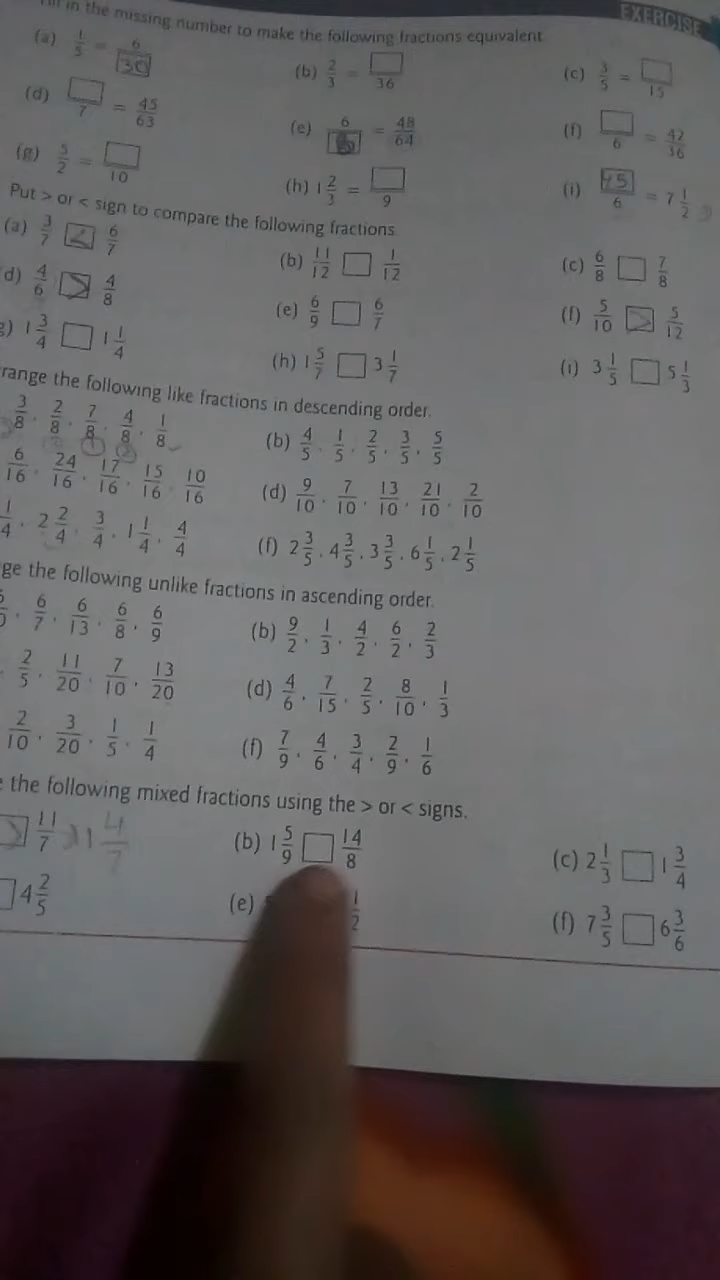 in the missing number to make the following fractions equivalent
EXERCISE
(a) 1/5 = 6/30
(b) 2/3 = □/36
(c) 3/5 = □/15
(d) □/7 = 45/63
(e) 6/□ = 48/64
(f) □/6 = 42/36
(g) 5/2 = □/10
(h) 1 2/3 = □/9
(i) 45/6 = 7 1/2
Put > or < sign to compare the following fractions
(a) 3/7 < 6/7
(b) 11/12 □ 1/12
(c) 6/8 □ 7/8
d) 4/6 > 4/8
(e) 6/9 □ 6/7
(f) 5/10 > 5/12
g) 1 3/4 □ 1 1/4
(h) 1 5/7 □ 3 1/7
(i) 3 1/5 □ 5 1/3
range the following like fractions in descending order.
3/8, 2/8, 7/8, 4/8, 1/8
1 2
(b) 4/5, 1/5, 2/5, 3/5, 5/5
6/16, 24/16, 17/16, 15/16, 10/16
(d) 9/10, 7/10, 13/10, 21/10, 2/10
1/4, 2 2/4, 3/4, 1 1/4, 4/4
(f) 2 3/5, 4 3/5, 3 3/5, 6 1/5, 2 1/5
ge the following unlike fractions in ascending order.
6/7, 6/13, 6/8, 6/9
(b) 9/2, 1/3, 4/2, 6/2, 2/3
2/5, 11/20, 7/10, 13/20
(d) 4/6, 7/15, 2/5, 8/10, 1/3
2/10, 3/20, 1/5, 1/4
(f) 7/9, 4/6, 3/4, 2/9, 1/6
the following mixed fractions using the > or < signs.
> 11/7 > 1 4/7
(b) 1 5/9 □ 14/8
(c) 2 1/3 □ 1 3/4
□ 4 2/5
(e) 1/2
(f) 7 3/5 □ 6 3/6